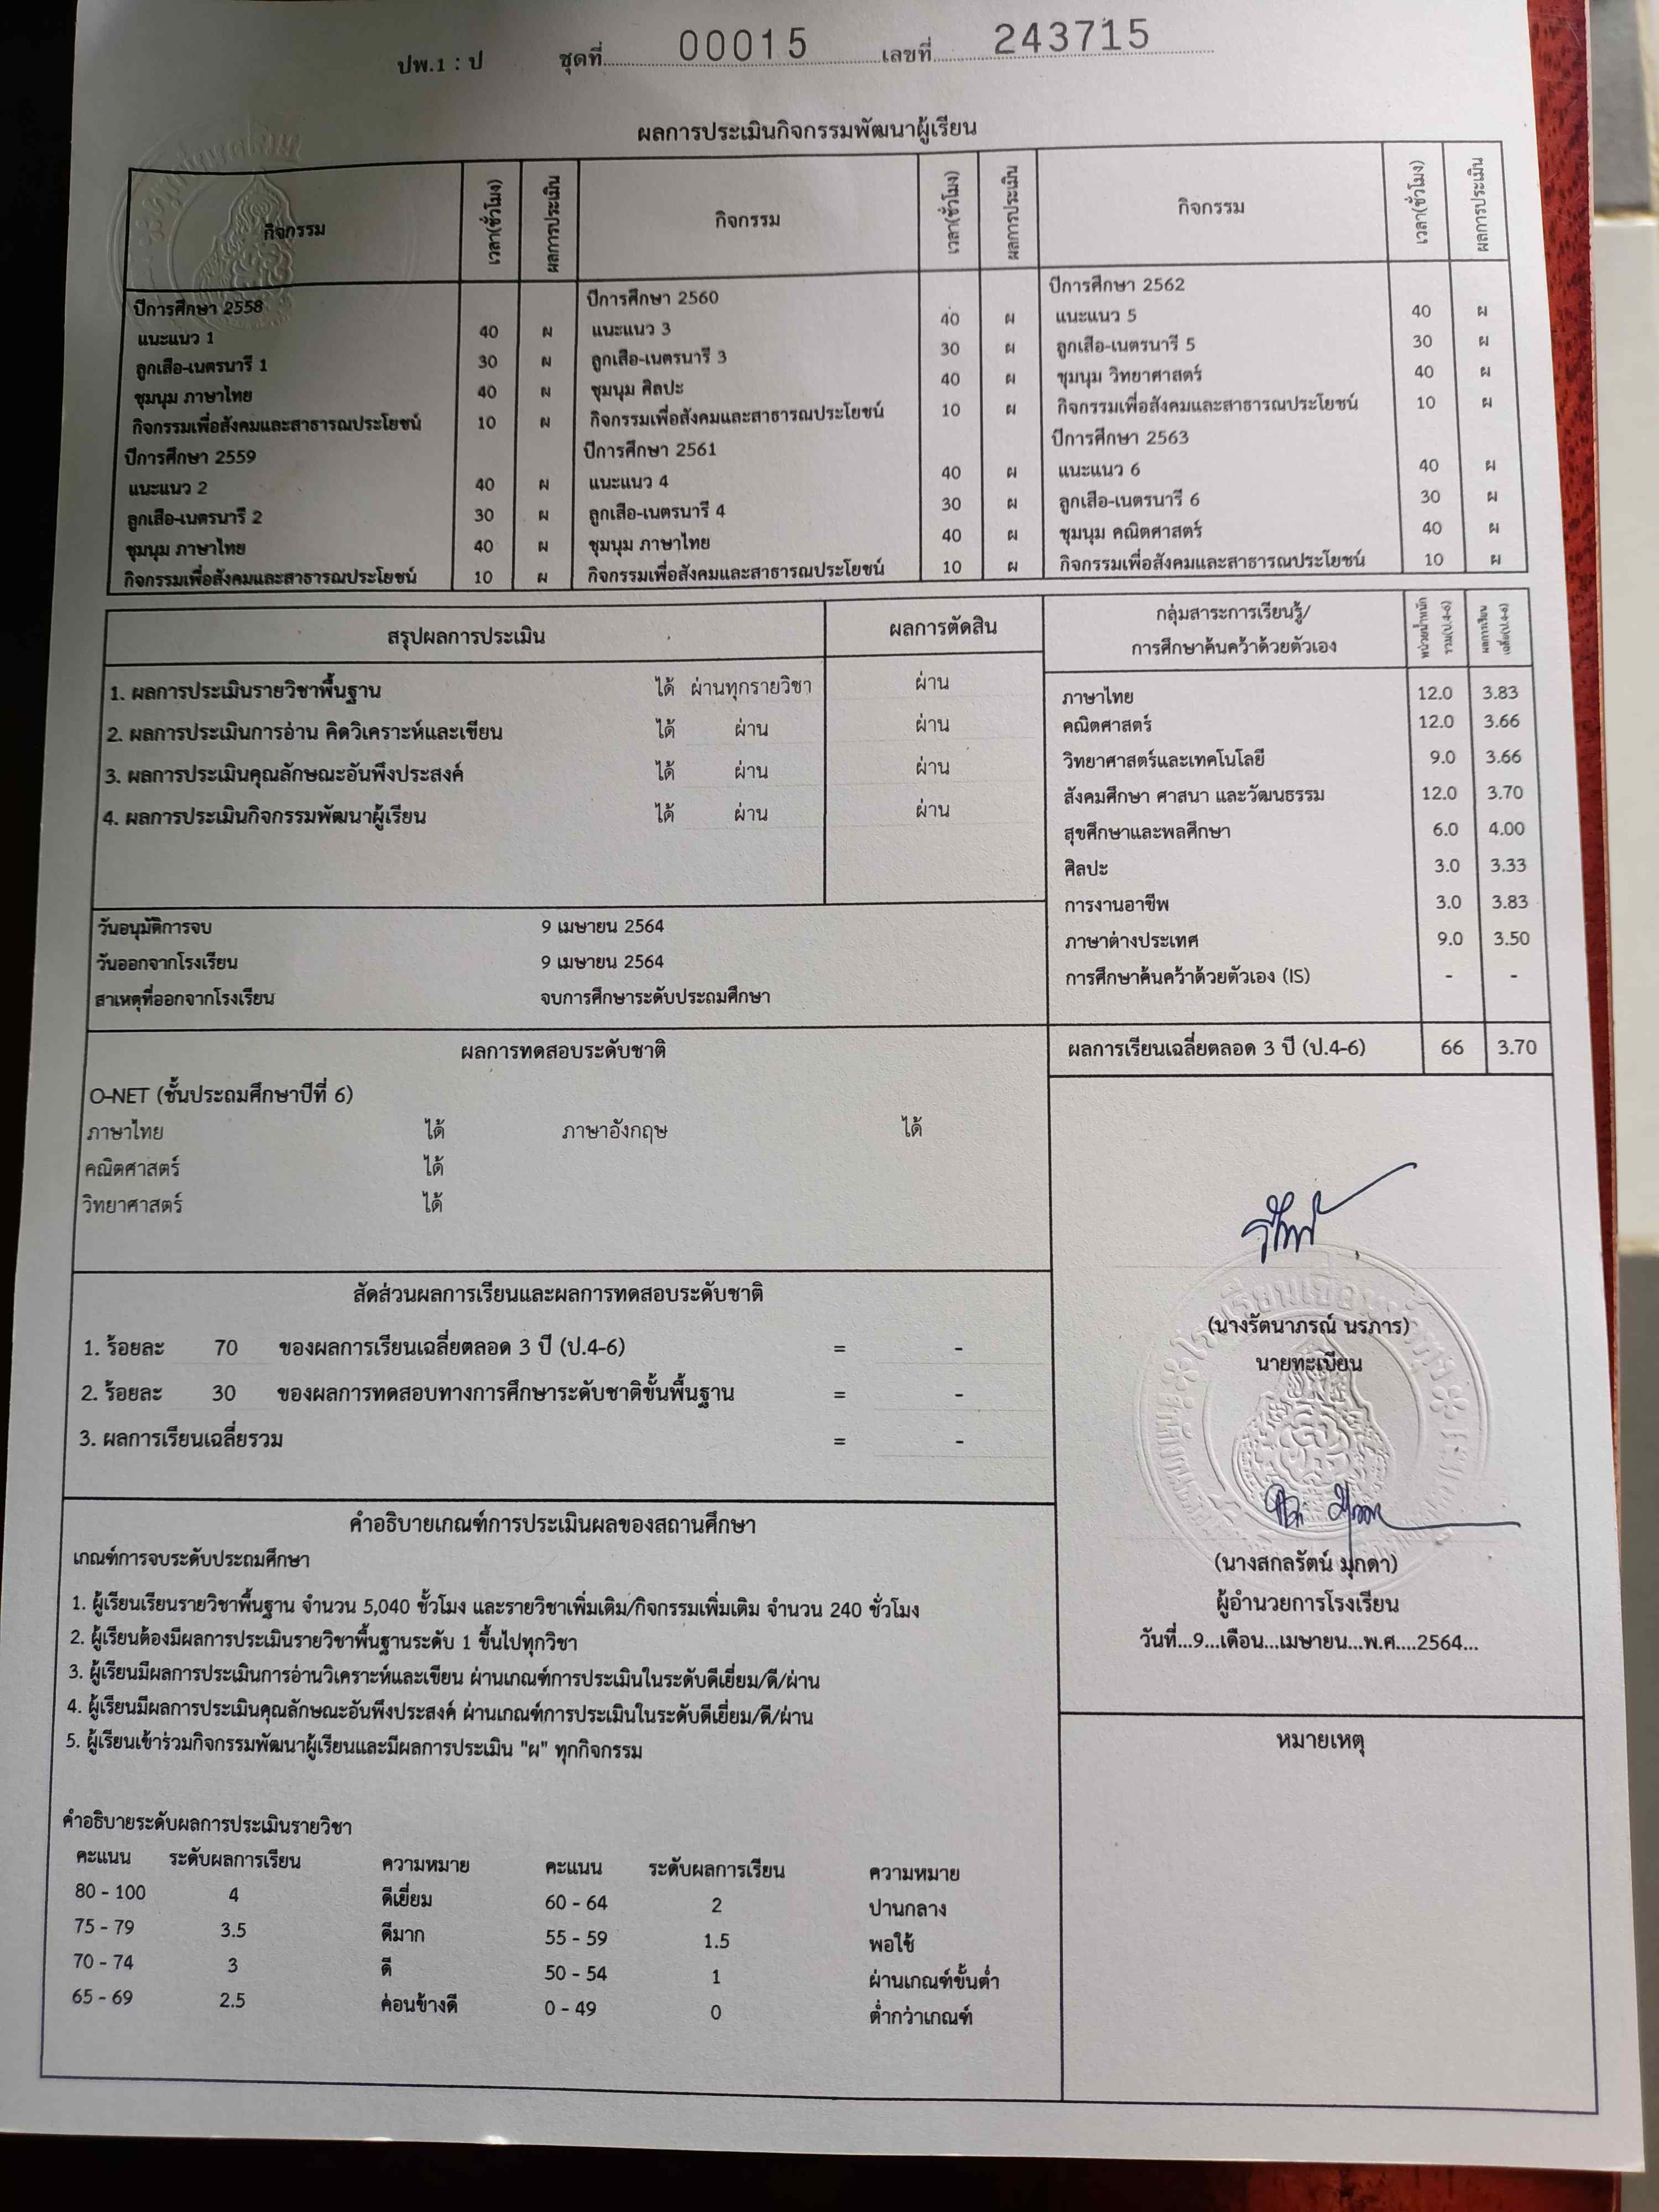 ปพ.1 : ป ชุดที่ 00015 เลขที่ 243715
ผลการประเมินกิจกรรมพัฒนาผู้เรียน
กิจกรรม เวลา(ชั่วโมง) ผลการประเมิน กิจกรรม เวลา(ชั่วโมง) ผลการประเมิน กิจกรรม เวลา(ชั่วโมง) ผลการประเมิน
ปีการศึกษา 2558 ปีการศึกษา 2560 ปีการศึกษา 2562
แนะแนว 1 40 ผ แนะแนว 3 40 ผ แนะแนว 5 40 ผ
ลูกเสือ-เนตรนารี 1 30 ผ ลูกเสือ-เนตรนารี 3 30 ผ ลูกเสือ-เนตรนารี 5 30 ผ
ชุมนุม ภาษาไทย 40 ผ ชุมนุม ศิลปะ 40 ผ ชุมนุม วิทยาศาสตร์ 40 ผ
กิจกรรมเพื่อสังคมและสาธารณประโยชน์ 10 ผ กิจกรรมเพื่อสังคมและสาธารณประโยชน์ 10 ผ กิจกรรมเพื่อสังคมและสาธารณประโยชน์ 10 ผ
ปีการศึกษา 2559 ปีการศึกษา 2561 ปีการศึกษา 2563
แนะแนว 2 40 ผ แนะแนว 4 40 ผ แนะแนว 6 40 ผ
ลูกเสือ-เนตรนารี 2 30 ผ ลูกเสือ-เนตรนารี 4 30 ผ ลูกเสือ-เนตรนารี 6 30 ผ
ชุมนุม ภาษาไทย 40 ผ ชุมนุม ภาษาไทย 40 ผ ชุมนุม คณิตศาสตร์ 40 ผ
กิจกรรมเพื่อสังคมและสาธารณประโยชน์ 10 ผ กิจกรรมเพื่อสังคมและสาธารณประโยชน์ 10 ผ กิจกรรมเพื่อสังคมและสาธารณประโยชน์ 10 ผ
สรุปผลการประเมิน ผลการตัดสิน
1. ผลการประเมินรายวิชาพื้นฐาน ได้ ผ่านทุกรายวิชา ผ่าน
2. ผลการประเมินการอ่าน คิดวิเคราะห์และเขียน ได้ ผ่าน ผ่าน
3. ผลการประเมินคุณลักษณะอันพึงประสงค์ ได้ ผ่าน ผ่าน
4. ผลการประเมินกิจกรรมพัฒนาผู้เรียน ได้ ผ่าน ผ่าน
วันอนุมัติการจบ 9 เมษายน 2564
วันออกจากโรงเรียน 9 เมษายน 2564
สาเหตุที่ออกจากโรงเรียน จบการศึกษาระดับประถมศึกษา
กลุ่มสาระการเรียนรู้/
การศึกษาค้นคว้าด้วยตัวเอง
หน่วยน้ำหนัก
รวม(ป.4-6)
ผลการเรียน
เฉลี่ย(ป.4-6)
ภาษาไทย 12.0 3.83
คณิตศาสตร์ 12.0 3.66
วิทยาศาสตร์และเทคโนโลยี 9.0 3.66
สังคมศึกษา ศาสนา และวัฒนธรรม 12.0 3.70
สุขศึกษาและพลศึกษา 6.0 4.00
ศิลปะ 3.0 3.33
การงานอาชีพ 3.0 3.83
ภาษาต่างประเทศ 9.0 3.50
การศึกษาค้นคว้าด้วยตัวเอง (IS) - -
ผลการเรียนเฉลี่ยตลอด 3 ปี (ป.4-6) 66 3.70
ผลการทดสอบระดับชาติ
O-NET (ชั้นประถมศึกษาปีที่ 6)
ภาษาไทย ได้ ภาษาอังกฤษ ได้
คณิตศาสตร์ ได้
วิทยาศาสตร์ ได้
สัดส่วนผลการเรียนและผลการทดสอบระดับชาติ
1. ร้อยละ 70 ของผลการเรียนเฉลี่ยตลอด 3 ปี (ป.4-6) = -
2. ร้อยละ 30 ของผลการทดสอบทางการศึกษาระดับชาติขั้นพื้นฐาน = -
3. ผลการเรียนเฉลี่ยรวม = -
(นางรัตนาภรณ์ นรภาร)
นายทะเบียน
(นางสกลรัตน์ มุกดา)
ผู้อำนวยการโรงเรียน
วันที่...9...เดือน...เมษายน...พ.ศ....2564...
หมายเหตุ
คำอธิบายเกณฑ์การประเมินผลของสถานศึกษา
เกณฑ์การจบระดับประถมศึกษา
1. ผู้เรียนเรียนรายวิชาพื้นฐาน จำนวน 5,040 ชั้วโมง และรายวิชาเพิ่มเติม/กิจกรรมเพิ่มเติม จำนวน 240 ชั่วโมง
2. ผู้เรียนต้องมีผลการประเมินรายวิชาพื้นฐานระดับ 1 ขึ้นไปทุกวิชา
3. ผู้เรียนมีผลการประเมินการอ่านวิเคราะห์และเขียน ผ่านเกณฑ์การประเมินในระดับดีเยี่ยม/ดี/ผ่าน
4. ผู้เรียนมีผลการประเมินคุณลักษณะอันพึงประสงค์ ผ่านเกณฑ์การประเมินในระดับดีเยี่ยม/ดี/ผ่าน
5. ผู้เรียนเข้าร่วมกิจกรรมพัฒนาผู้เรียนและมีผลการประเมิน "ผ" ทุกกิจกรรม
คำอธิบายระดับผลการประเมินรายวิชา
คะแนน ระดับผลการเรียน ความหมาย คะแนน ระดับผลการเรียน ความหมาย
80 - 100 4 ดีเยี่ยม 60 - 64 2 ปานกลาง
75 - 79 3.5 ดีมาก 55 - 59 1.5 พอใช้
70 - 74 3 ดี 50 - 54 1 ผ่านเกณฑ์ขั้นต่ำ
65 - 69 2.5 ค่อนข้างดี 0 - 49 0 ต่ำกว่าเกณฑ์